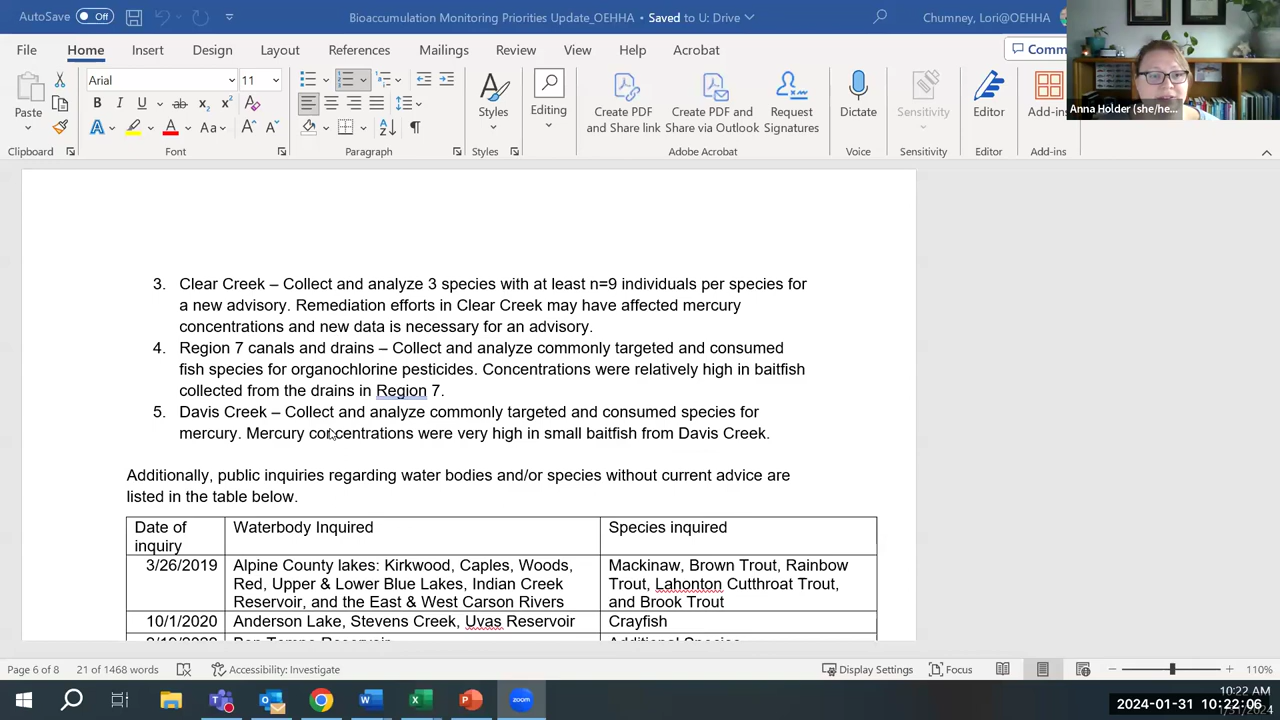 AutoSave Off Bioaccumulation Monitoring Priorities Update_OEHHA • Saved to U: Drive Chumney, Lori@OEHHA
File Home Insert Design Layout References Mailings Review View Help Acrobat Comm
Anna Holder (she/he...
Arial 11
Paste Styles Editing Create PDF and Share link Create PDF and Share via Outlook Request Signatures Dictate Sensitivity Editor Add-ins
Clipboard Font Paragraph Styles Adobe Acrobat Voice Sensitivity Editor Add-ins
3. Clear Creek – Collect and analyze 3 species with at least n=9 individuals per species for
a new advisory. Remediation efforts in Clear Creek may have affected mercury
concentrations and new data is necessary for an advisory.
4. Region 7 canals and drains – Collect and analyze commonly targeted and consumed
fish species for organochlorine pesticides. Concentrations were relatively high in baitfish
collected from the drains in Region 7.
5. Davis Creek – Collect and analyze commonly targeted and consumed species for
mercury. Mercury concentrations were very high in small baitfish from Davis Creek.
Additionally, public inquiries regarding water bodies and/or species without current advice are
listed in the table below.
Date of inquiry Waterbody Inquired Species inquired
3/26/2019 Alpine County lakes: Kirkwood, Caples, Woods, Mackinaw, Brown Trout, Rainbow
Red, Upper & Lower Blue Lakes, Indian Creek Trout, Lahonton Cutthroat Trout,
Reservoir, and the East & West Carson Rivers and Brook Trout
10/1/2020 Anderson Lake, Stevens Creek, Uvas Reservoir Crayfish
Page 6 of 8 21 of 1468 words Accessibility: Investigate Display Settings Focus 110%
zoom 10:22 AM
2024-01-31 10:22:06